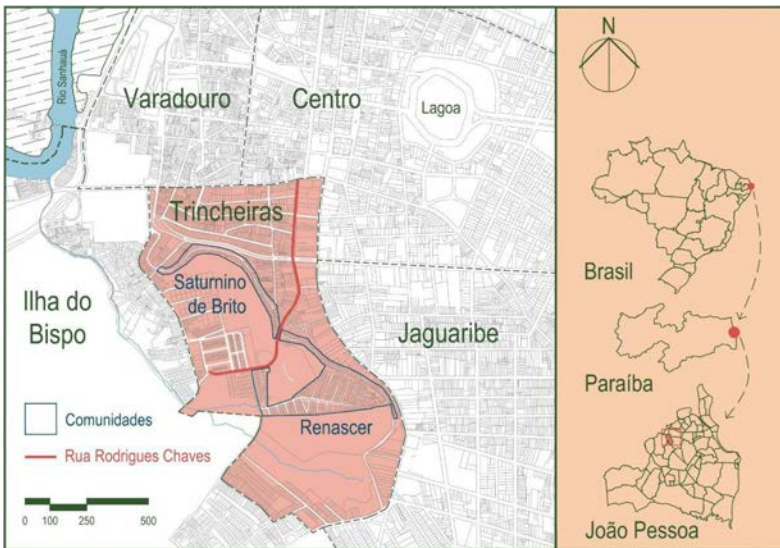 Rio Sanhauá
Varadouro
Centro
Lagoa
Trincheiras
Saturnino
de Brito
Ilha do
Bispo
Jaguaribe
Renascer
Comunidades
Rua Rodrigues Chaves
0 100 250 500
N
Brasil
Paraíba
João Pessoa